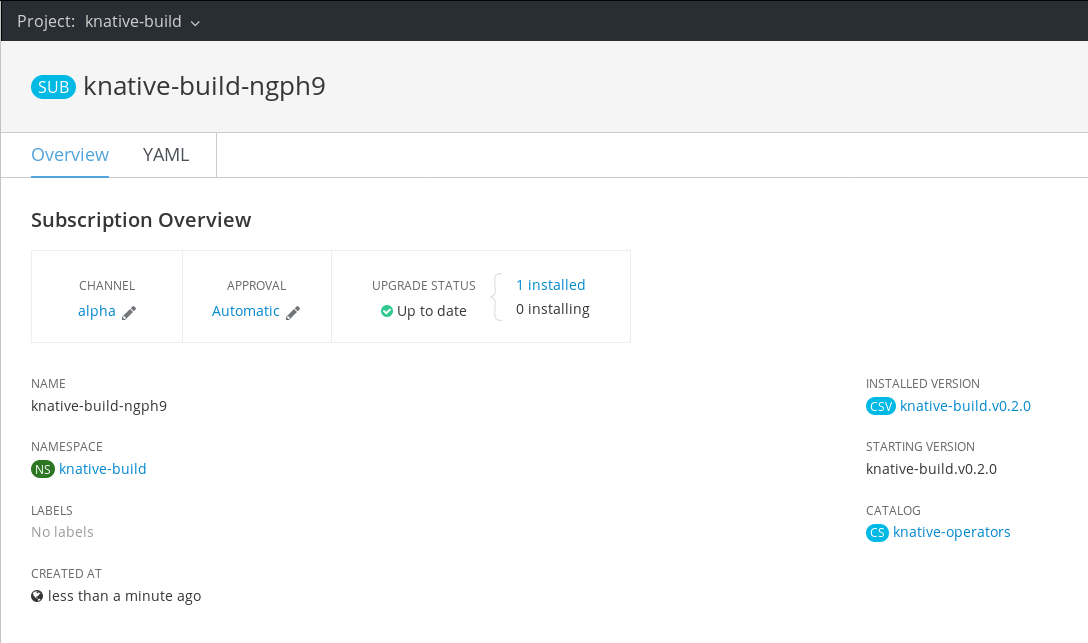 Project: knative-build
SUB knative-build-ngph9
Overview YAML
Subscription Overview
CHANNEL
alpha
APPROVAL
Automatic
UPGRADE STATUS
Up to date
1 installed
0 installing
NAME
knative-build-ngph9
NAMESPACE
NS knative-build
LABELS
No labels
CREATED AT
less than a minute ago
INSTALLED VERSION
CSV knative-build.v0.2.0
STARTING VERSION
knative-build.v0.2.0
CATALOG
CS knative-operators